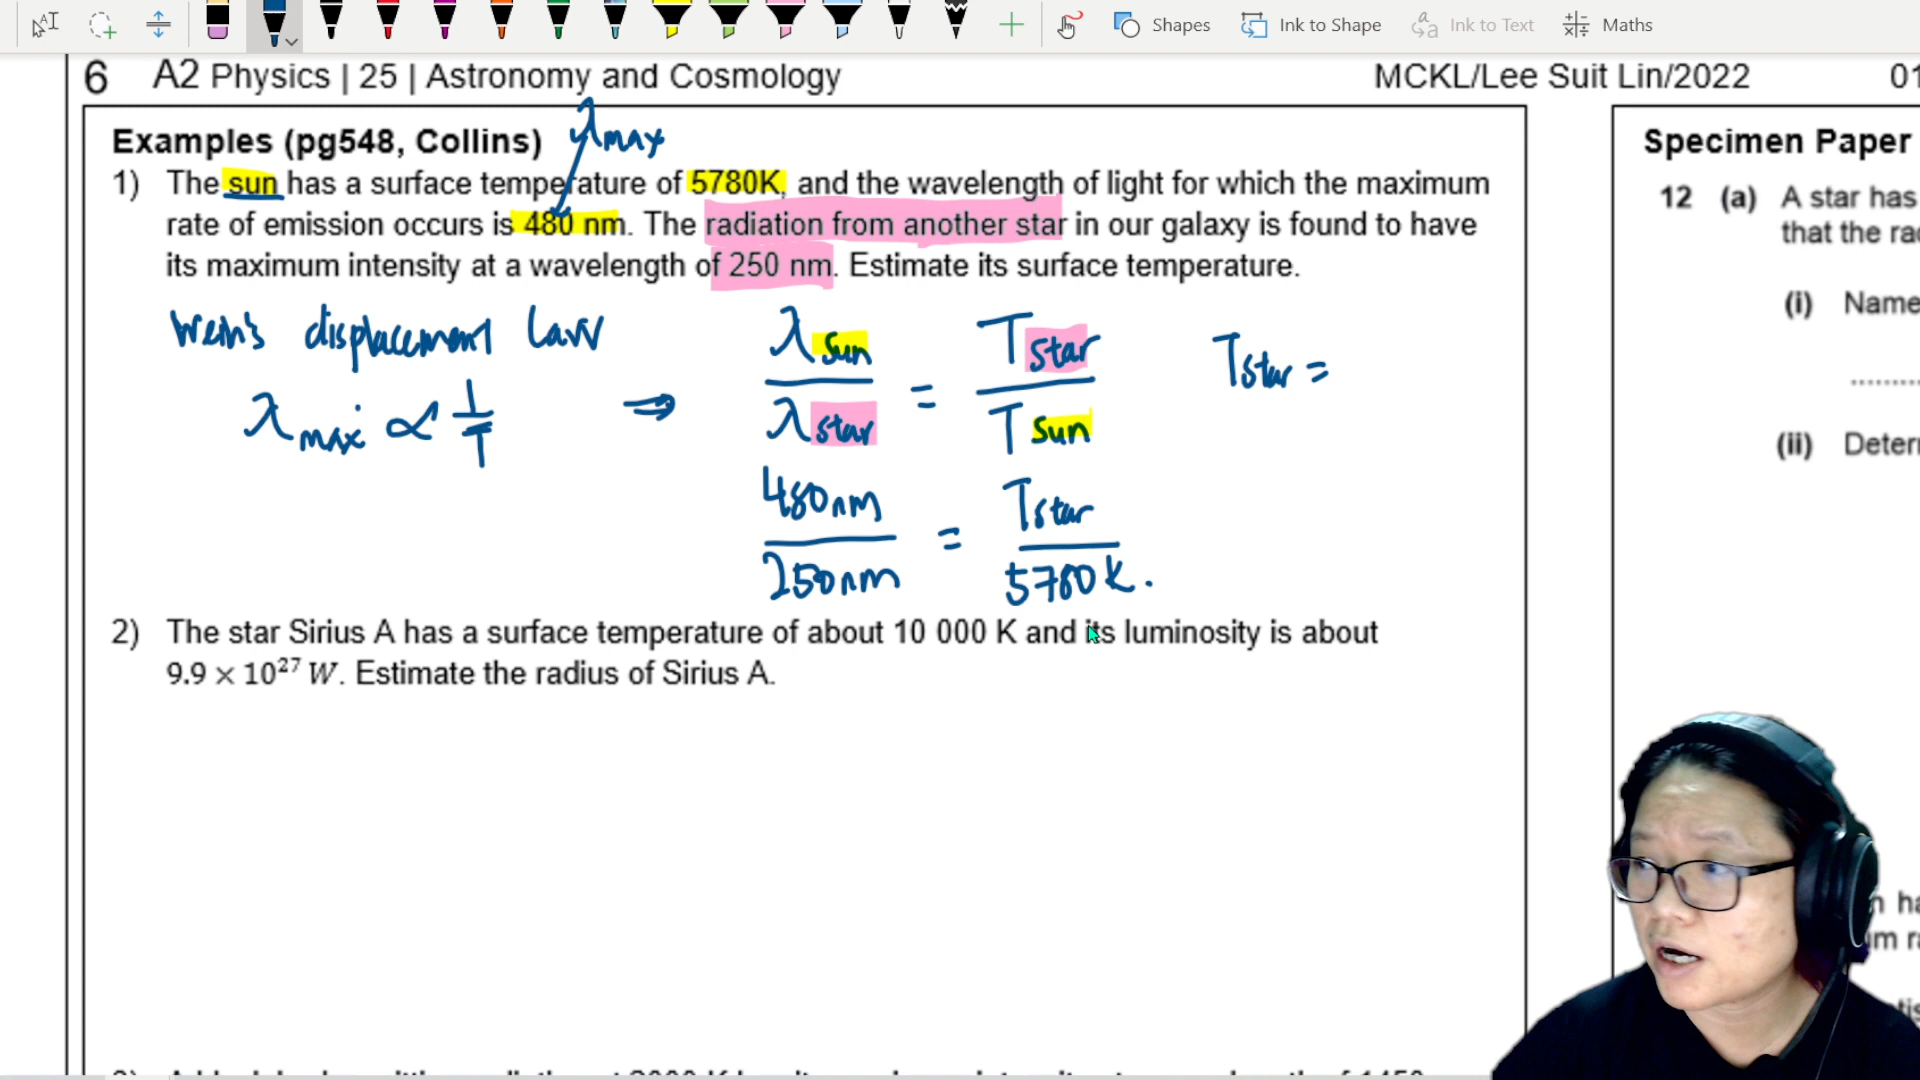 Shapes Ink to Shape Ink to Text Maths
6 A2 Physics | 25 | Astronomy and Cosmology MCKL/Lee Suit Lin/2022 01
Examples (pg548, Collins) λmax
1) The sun has a surface temperature of 5780K, and the wavelength of light for which the maximum
rate of emission occurs is 480 nm. The radiation from another star in our galaxy is found to have
its maximum intensity at a wavelength of 250 nm. Estimate its surface temperature.
Wein's displacement Law
λmax ∝ 1/T ⇒ λsun/λstar = Tstar/Tsun
Tstar =
480nm/250nm = Tstar/5780K.
2) The star Sirius A has a surface temperature of about 10 000 K and its luminosity is about
9.9 × 10²⁷ W. Estimate the radius of Sirius A.
Specimen Paper
12 (a) A star has
that the rad
(i) Name
..........
(ii) Deter